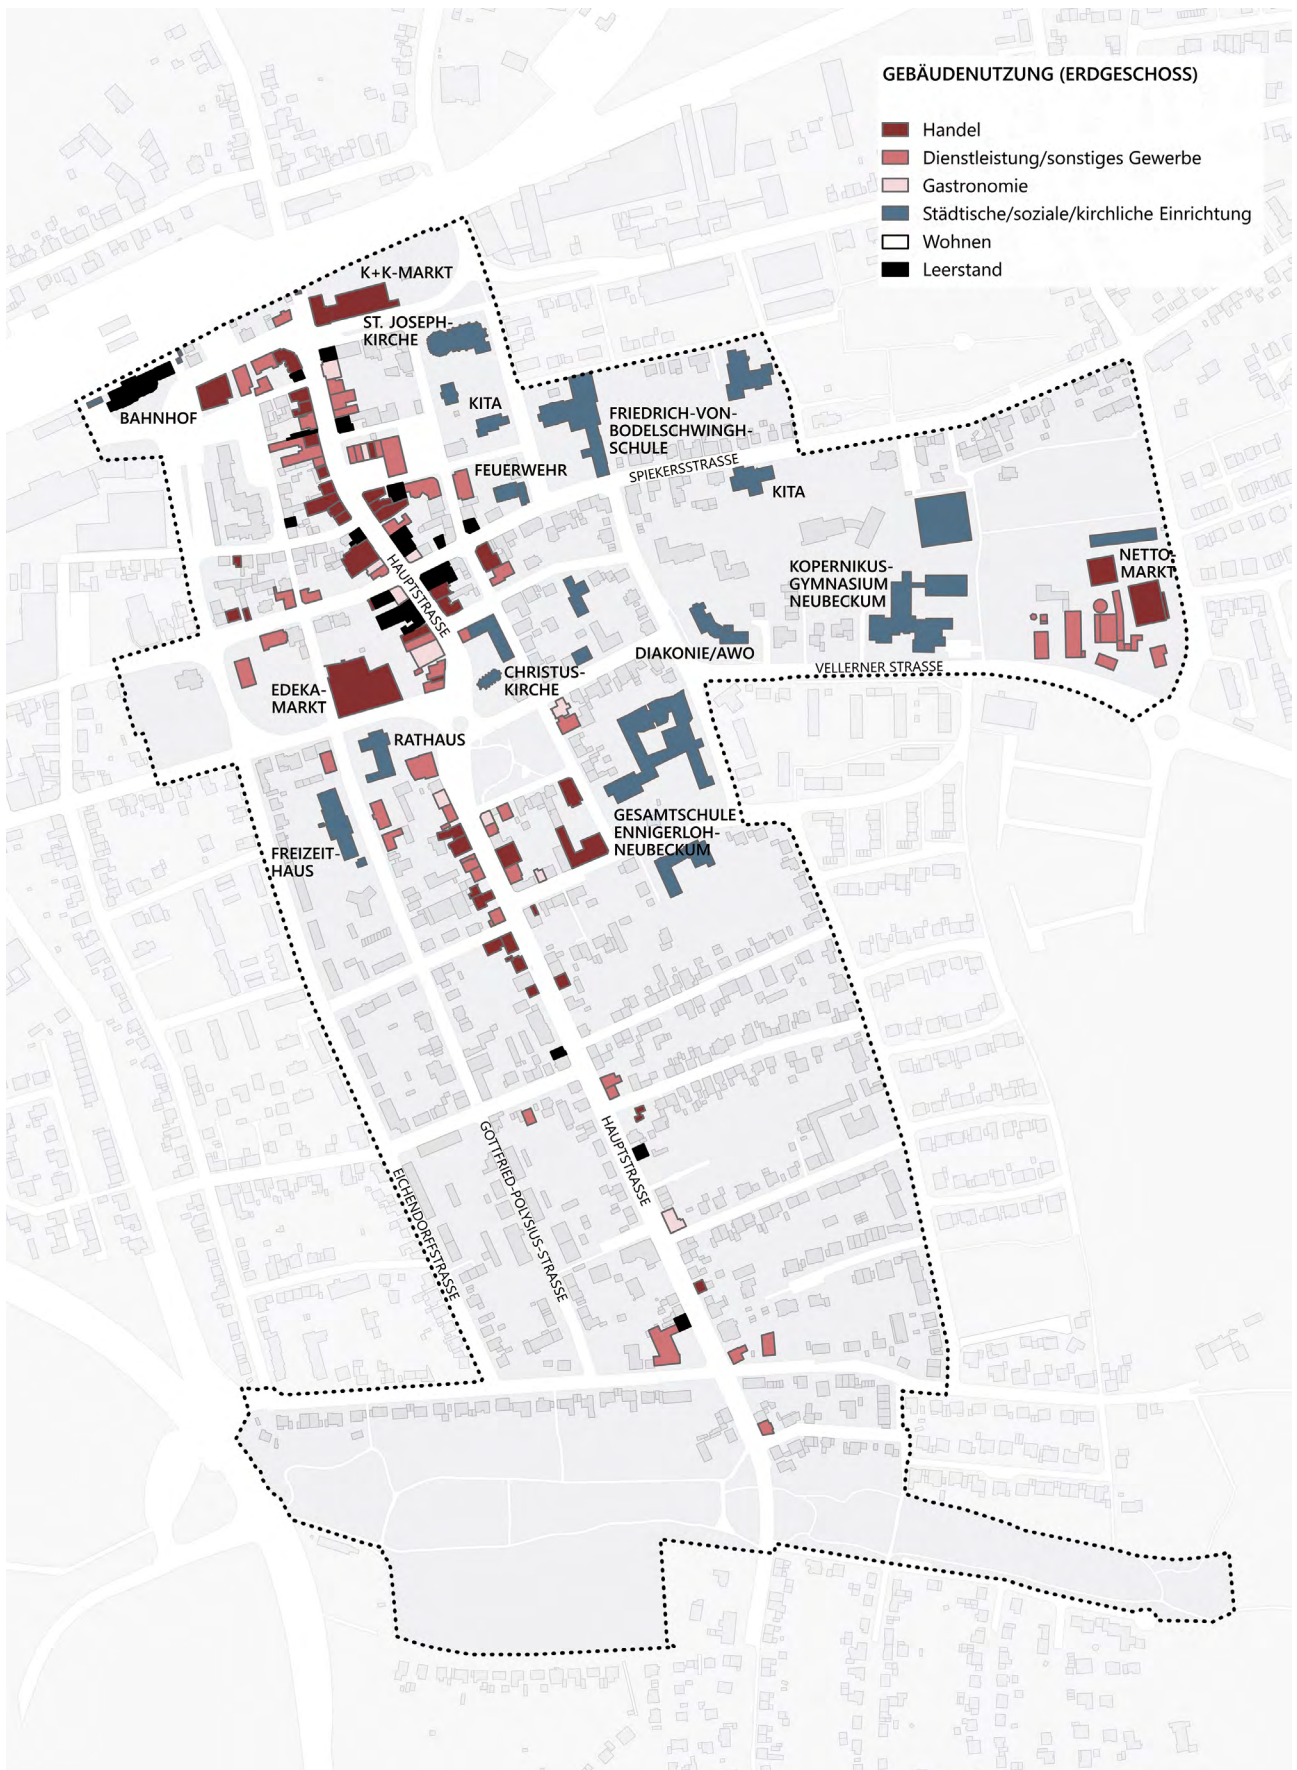 GEBÄUDENUTZUNG (ERDGESCHOSS)
Handel
Dienstleistung/sonstiges Gewerbe
Gastronomie
Städtische/soziale/kirchliche Einrichtung
Wohnen
Leerstand
K+K-MARKT
ST. JOSEPH-
KIRCHE
BAHNHOF
KITA
FRIEDRICH-VON-
BODELSCHWINGH-
SCHULE
SPIEKERSSTRASSE
FEUERWEHR
KITA
HAUPTSTRASSE
KOPERNIKUS-
GYMNASIUM
NEUBECKUM
NETTO-
MARKT
DIAKONIE/AWO
VELLERNER STRASSE
CHRISTUS-
KIRCHE
EDEKA-
MARKT
RATHAUS
GESAMTSCHULE
ENNIGERLOH-
NEUBECKUM
FREIZEIT-
HAUS
HAUPTSTRASSE
GOTTFRIED-POLYSIUS-STRASSE
EICHENDORFFSTRASSE